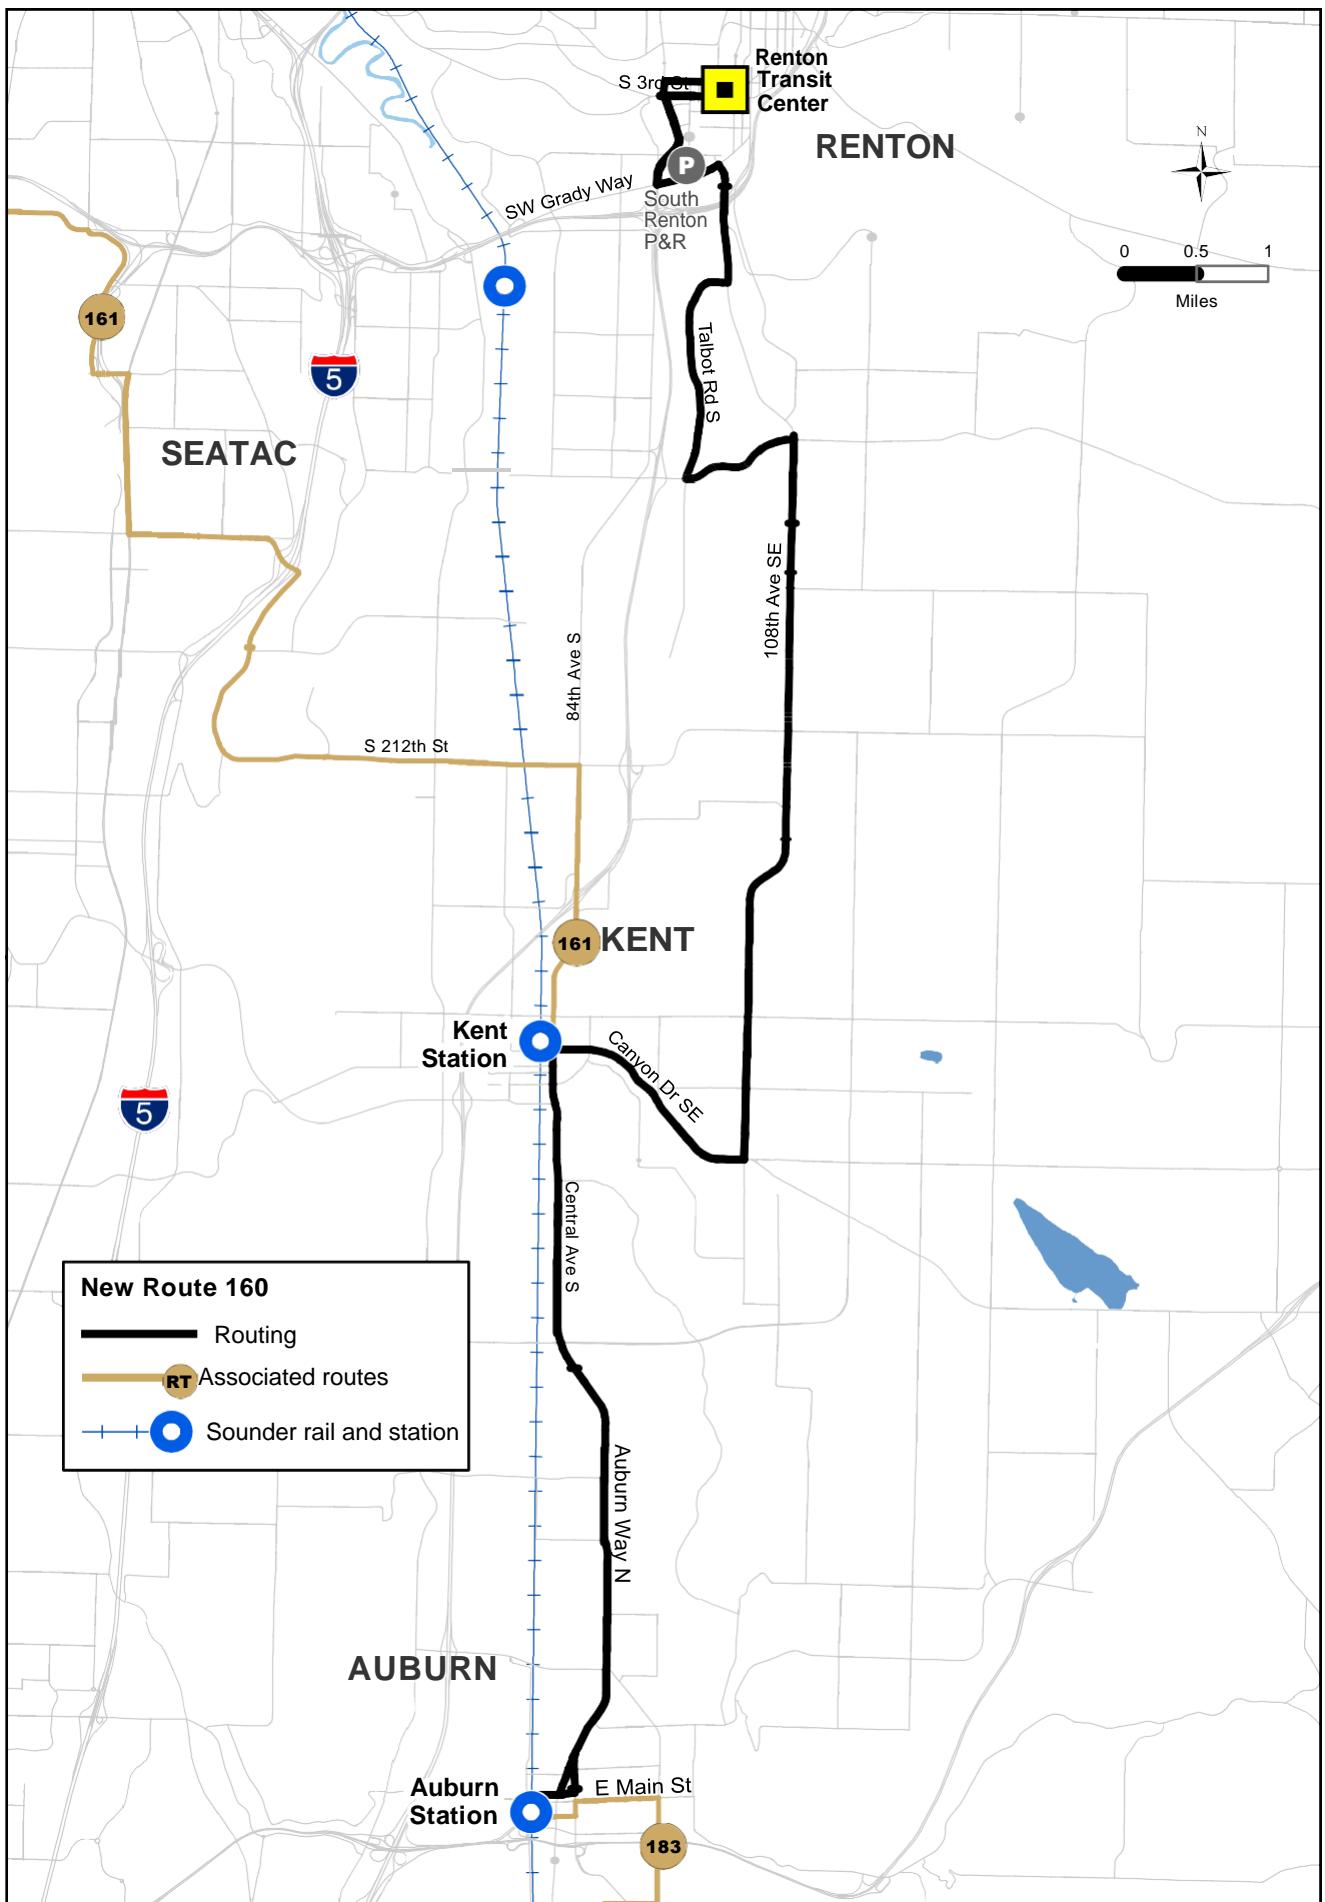 Renton
Transit
Center
S 3rd St
RENTON
N
P
South
Renton
P&R
SW Grady Way
0 0.5 1
Miles
161
5
Talbot Rd S
SEATAC
108th Ave SE
84th Ave S
S 212th St
161
KENT
Kent
Station
Canyon Dr SE
5
Central Ave S
New Route 160
Routing
RT Associated routes
Sounder rail and station
Auburn Way N
AUBURN
Auburn
Station
E Main St
183